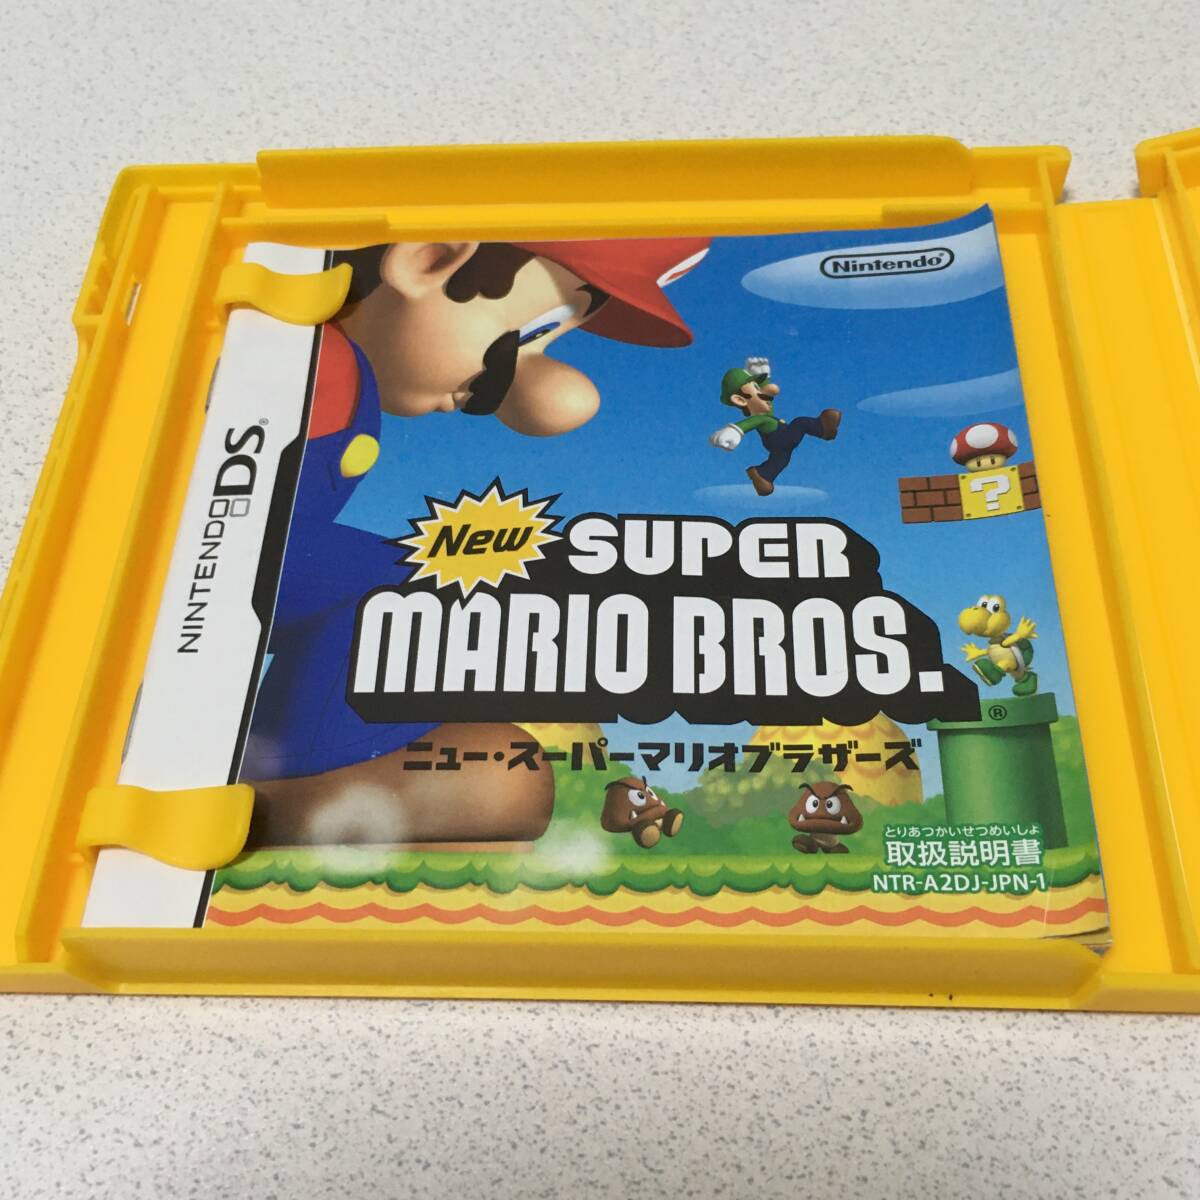 Nintendo
NINTENDO DS®
New SUPER
MARIO BROS.
®
ニュー・スーパーマリオブラザーズ
?
とりあつかいせつめいしょ
取扱説明書
NTR-A2DJ-JPN-1